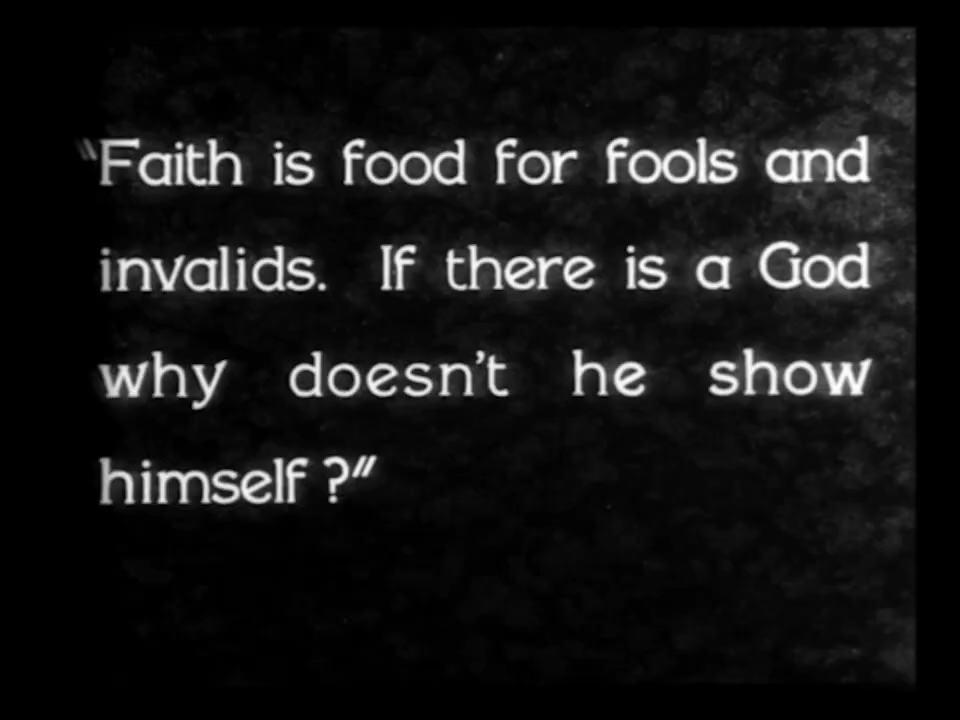 "Faith is food for fools and
invalids. If there is a God
why doesn't he show
himself?"